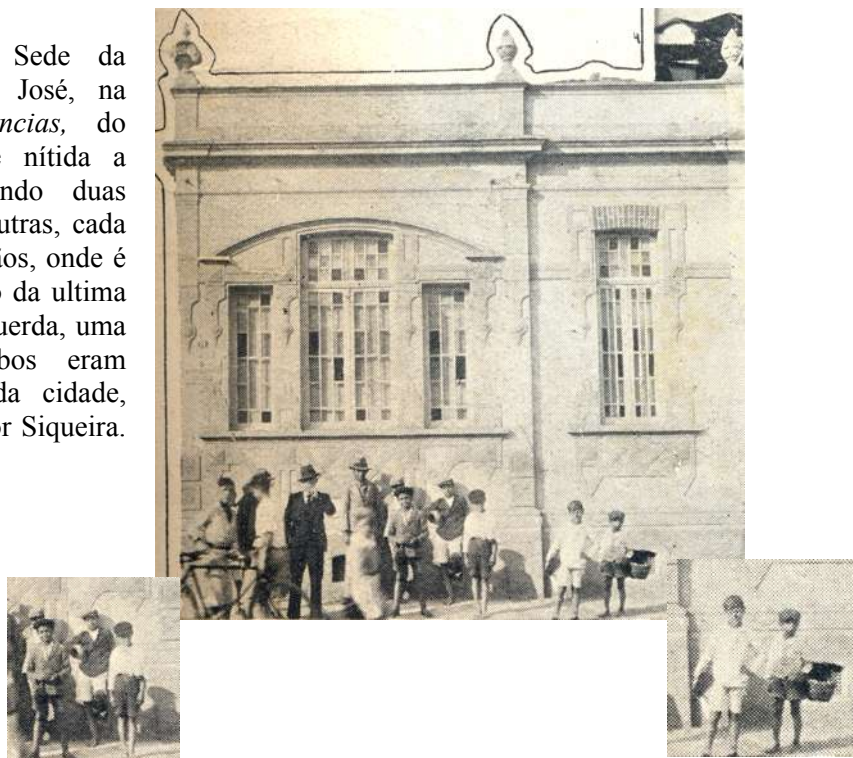 Sede da
José, na
ncias, do
nítida a
ndo duas
utras, cada
onde é
da ultima
uerda, uma
bos eram
da cidade,
or Siqueira.